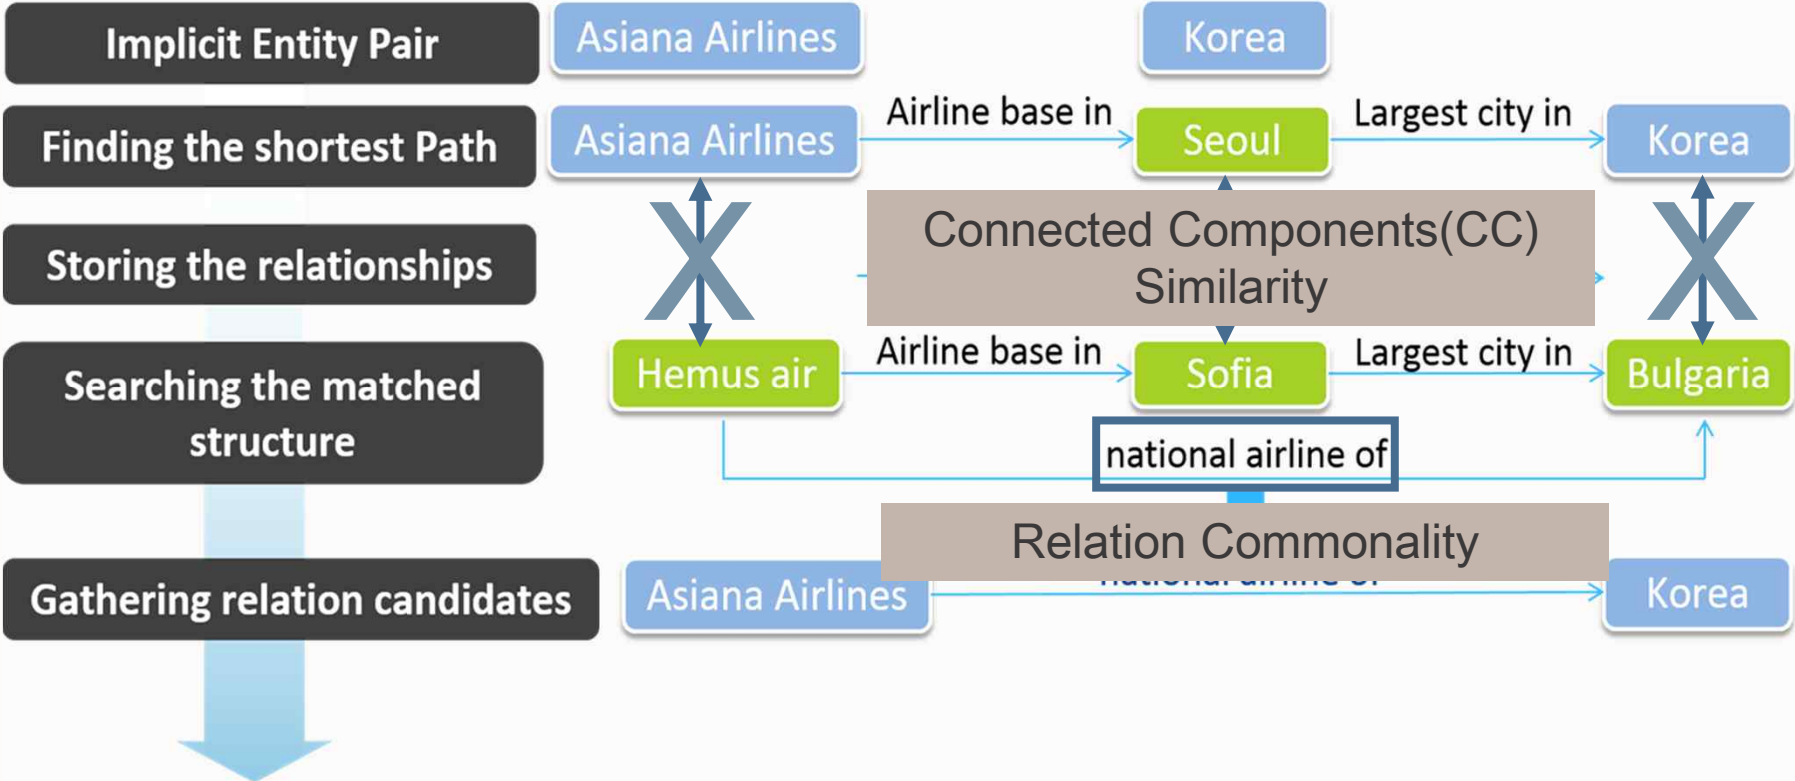 Implicit Entity Pair
Asiana Airlines
Korea
Finding the shortest Path
Asiana Airlines
Airline base in
Seoul
Largest city in
Korea
Storing the relationships
X
Connected Components(CC)
Similarity
X
Searching the matched
structure
Hemus air
Airline base in
Sofia
Largest city in
Bulgaria
national airline of
Relation Commonality
Gathering relation candidates
Asiana Airlines
Korea